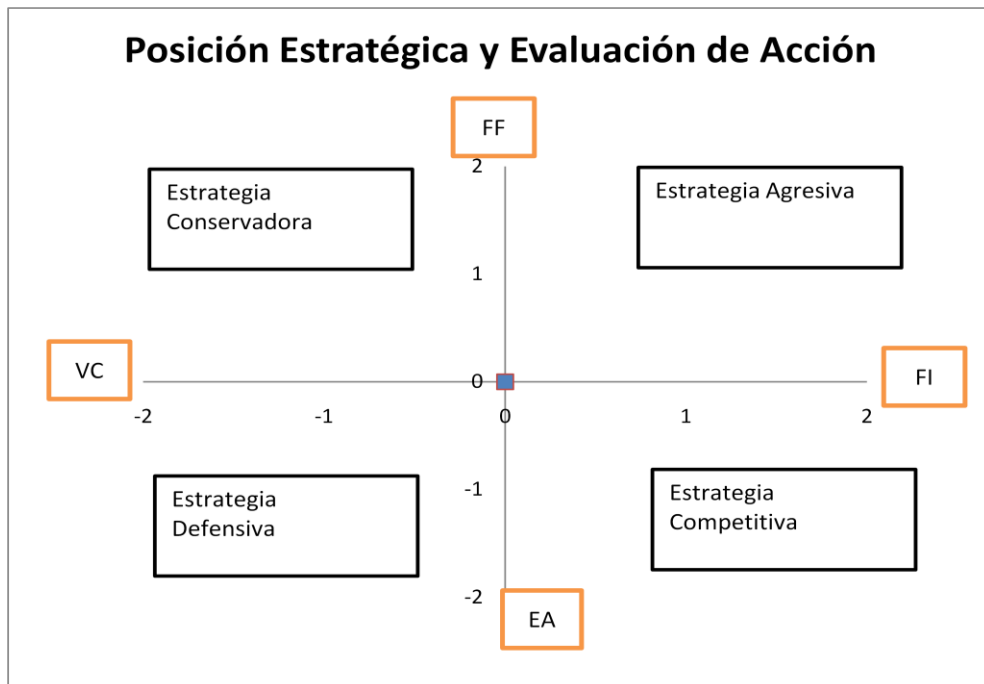 Posición Estratégica y Evaluación de Acción
FF
2
Estrategia
Conservadora
Estrategia Agresiva
1
VC
0
FI
-2
-1
0
1
2
-1
Estrategia
Defensiva
Estrategia
Competitiva
-2
EA